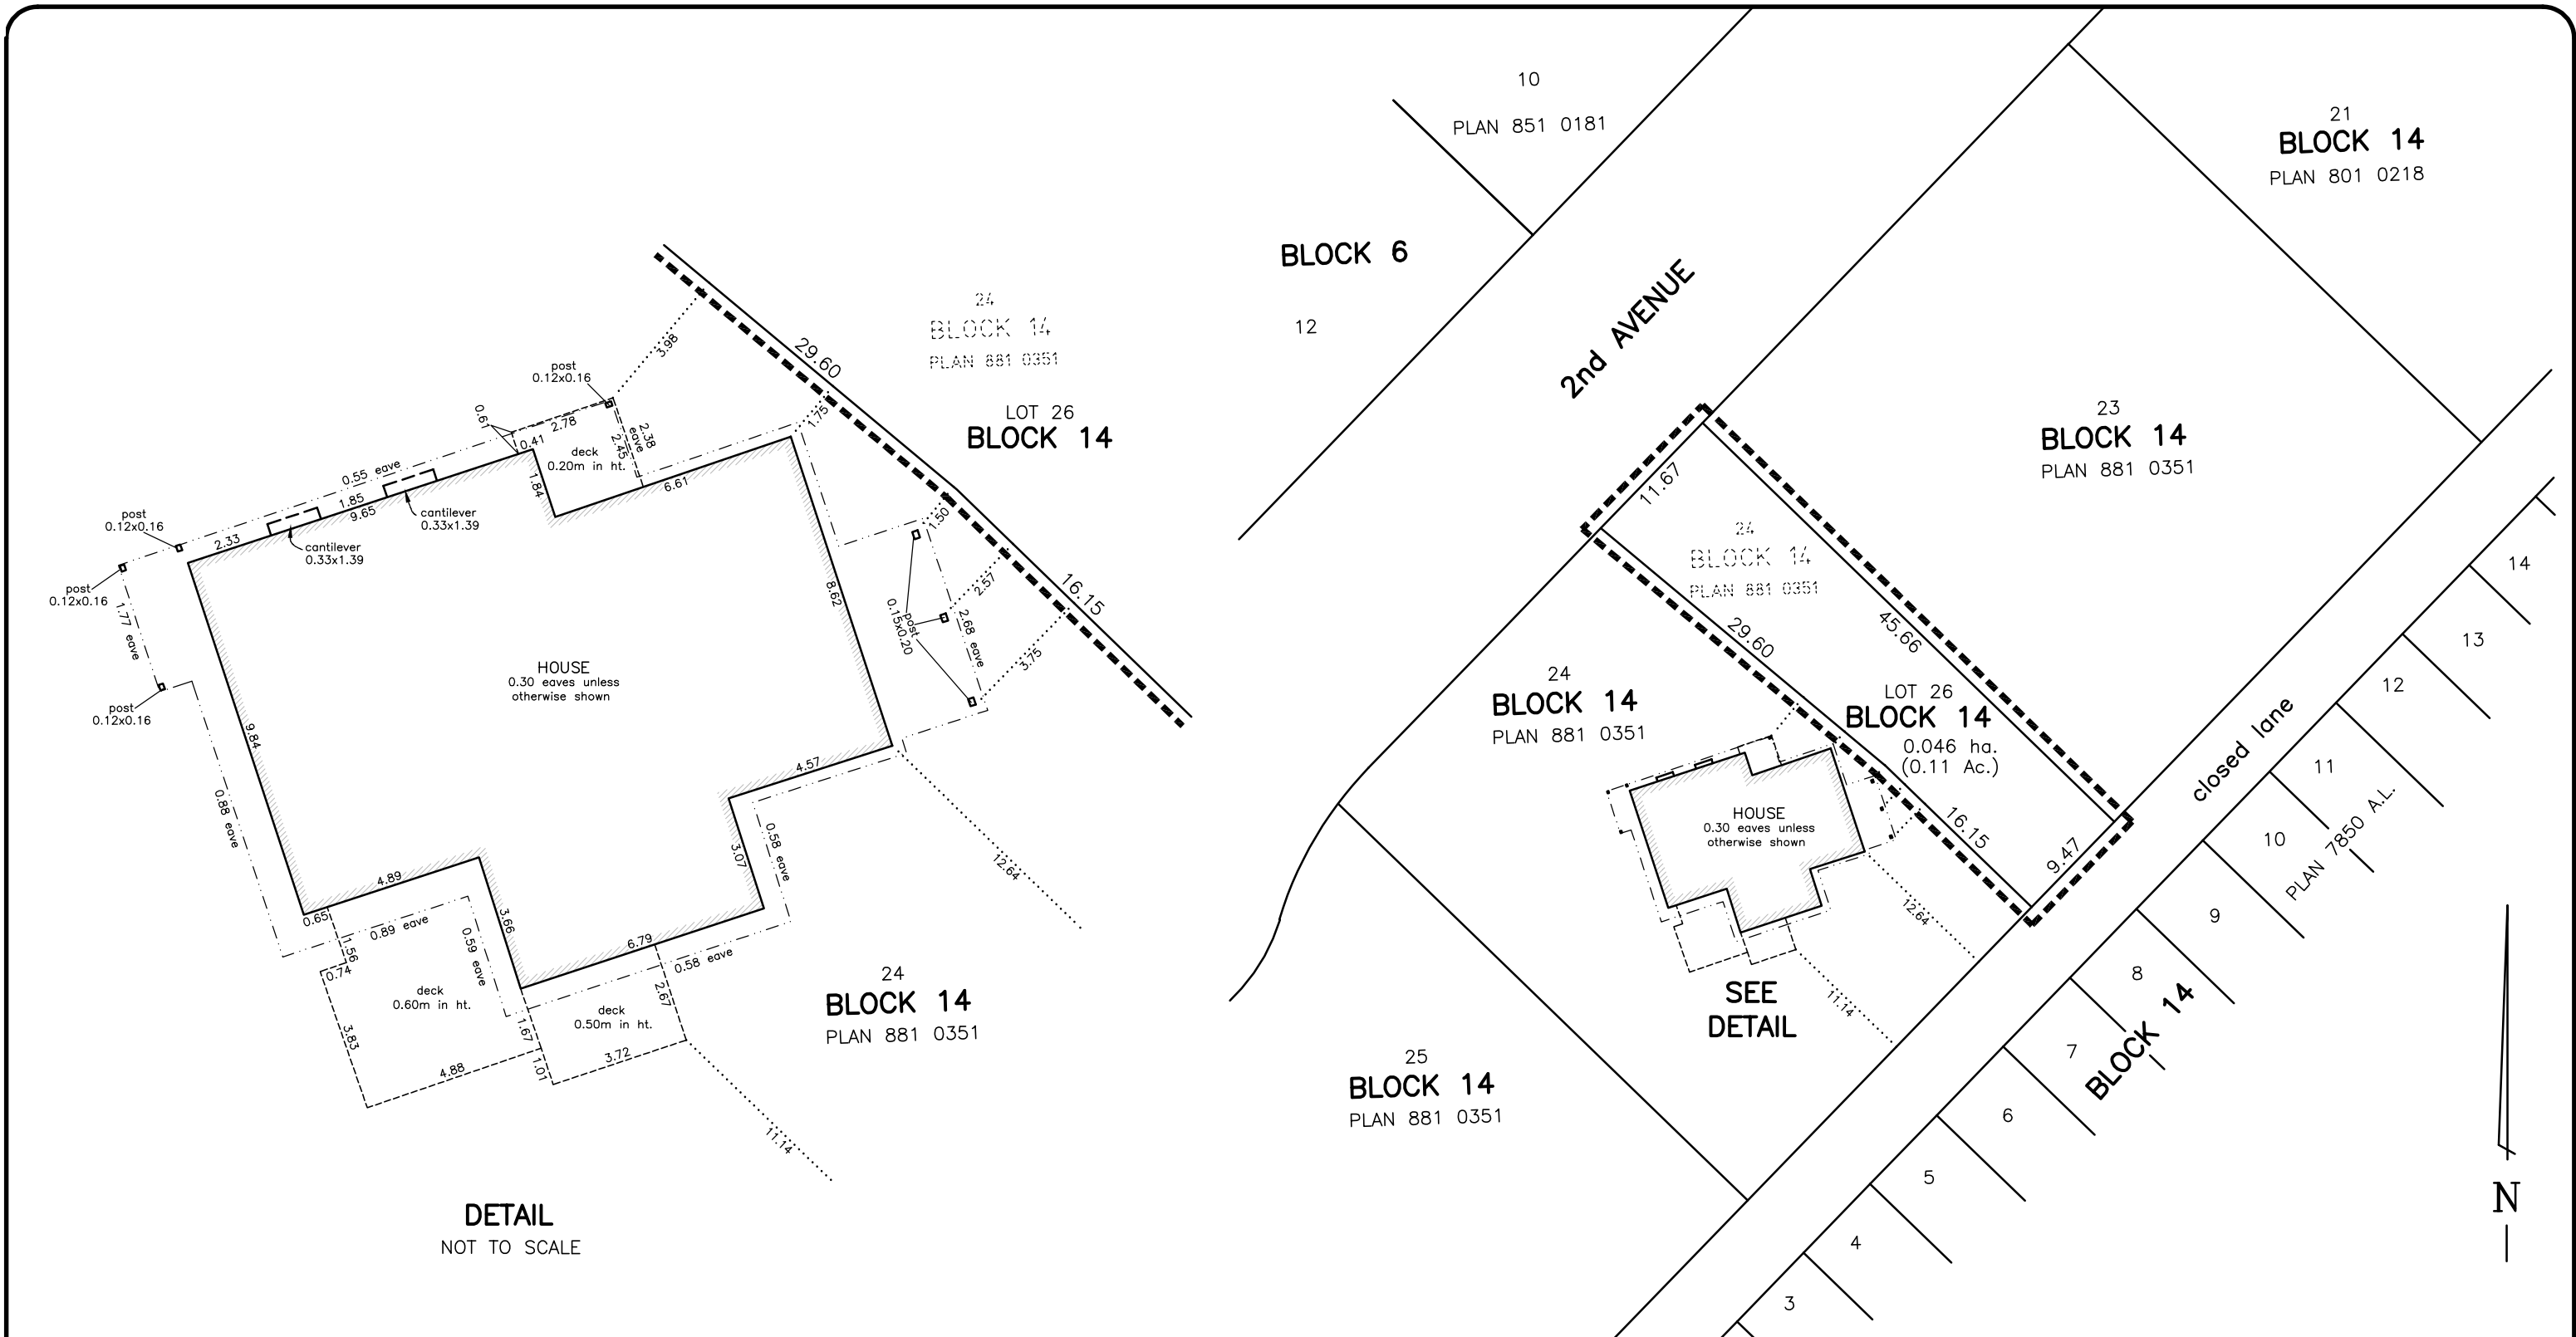 10
PLAN 851 0181
21
BLOCK 14
PLAN 801 0218
BLOCK 6
12
2nd AVENUE
23
BLOCK 14
PLAN 881 0351
11.67
24
BLOCK 14
PLAN 881 0351
45.66
29.60
24
BLOCK 14
PLAN 881 0351
LOT 26
BLOCK 14
0.046 ha.
(0.11 Ac.)
16.15
9.47
HOUSE
0.30 eaves unless
otherwise shown
12.64
11.14
SEE
DETAIL
closed lane
25
BLOCK 14
PLAN 881 0351
14
13
12
11
10
9
8
7
6
5
4
3
PLAN 7850 A.L.
BLOCK 14
N
24
BLOCK 14
PLAN 881 0351
LOT 26
BLOCK 14
29.60
16.15
3.98
1.75
1.50
2.57
3.75
post
0.12x0.16
0.61
0.41
2.78
2.38
eave
2.45
deck
0.20m in ht.
1.84
6.61
0.55 eave
1.85
9.65
2.33
cantilever
0.33x1.39
cantilever
0.33x1.39
post
0.12x0.16
post
0.12x0.16
1.77 eave
post
0.12x0.16
HOUSE
0.30 eaves unless
otherwise shown
8.62
post
0.15x0.20
2.68 eave
9.84
0.88 eave
4.57
3.07
0.58 eave
12.64
4.89
0.65
0.89 eave
1.56
0.74
3.66
0.59 eave
6.79
0.58 eave
deck
0.60m in ht.
3.83
4.88
1.67
1.01
deck
0.50m in ht.
2.67
3.72
11.14
24
BLOCK 14
PLAN 881 0351
DETAIL
NOT TO SCALE